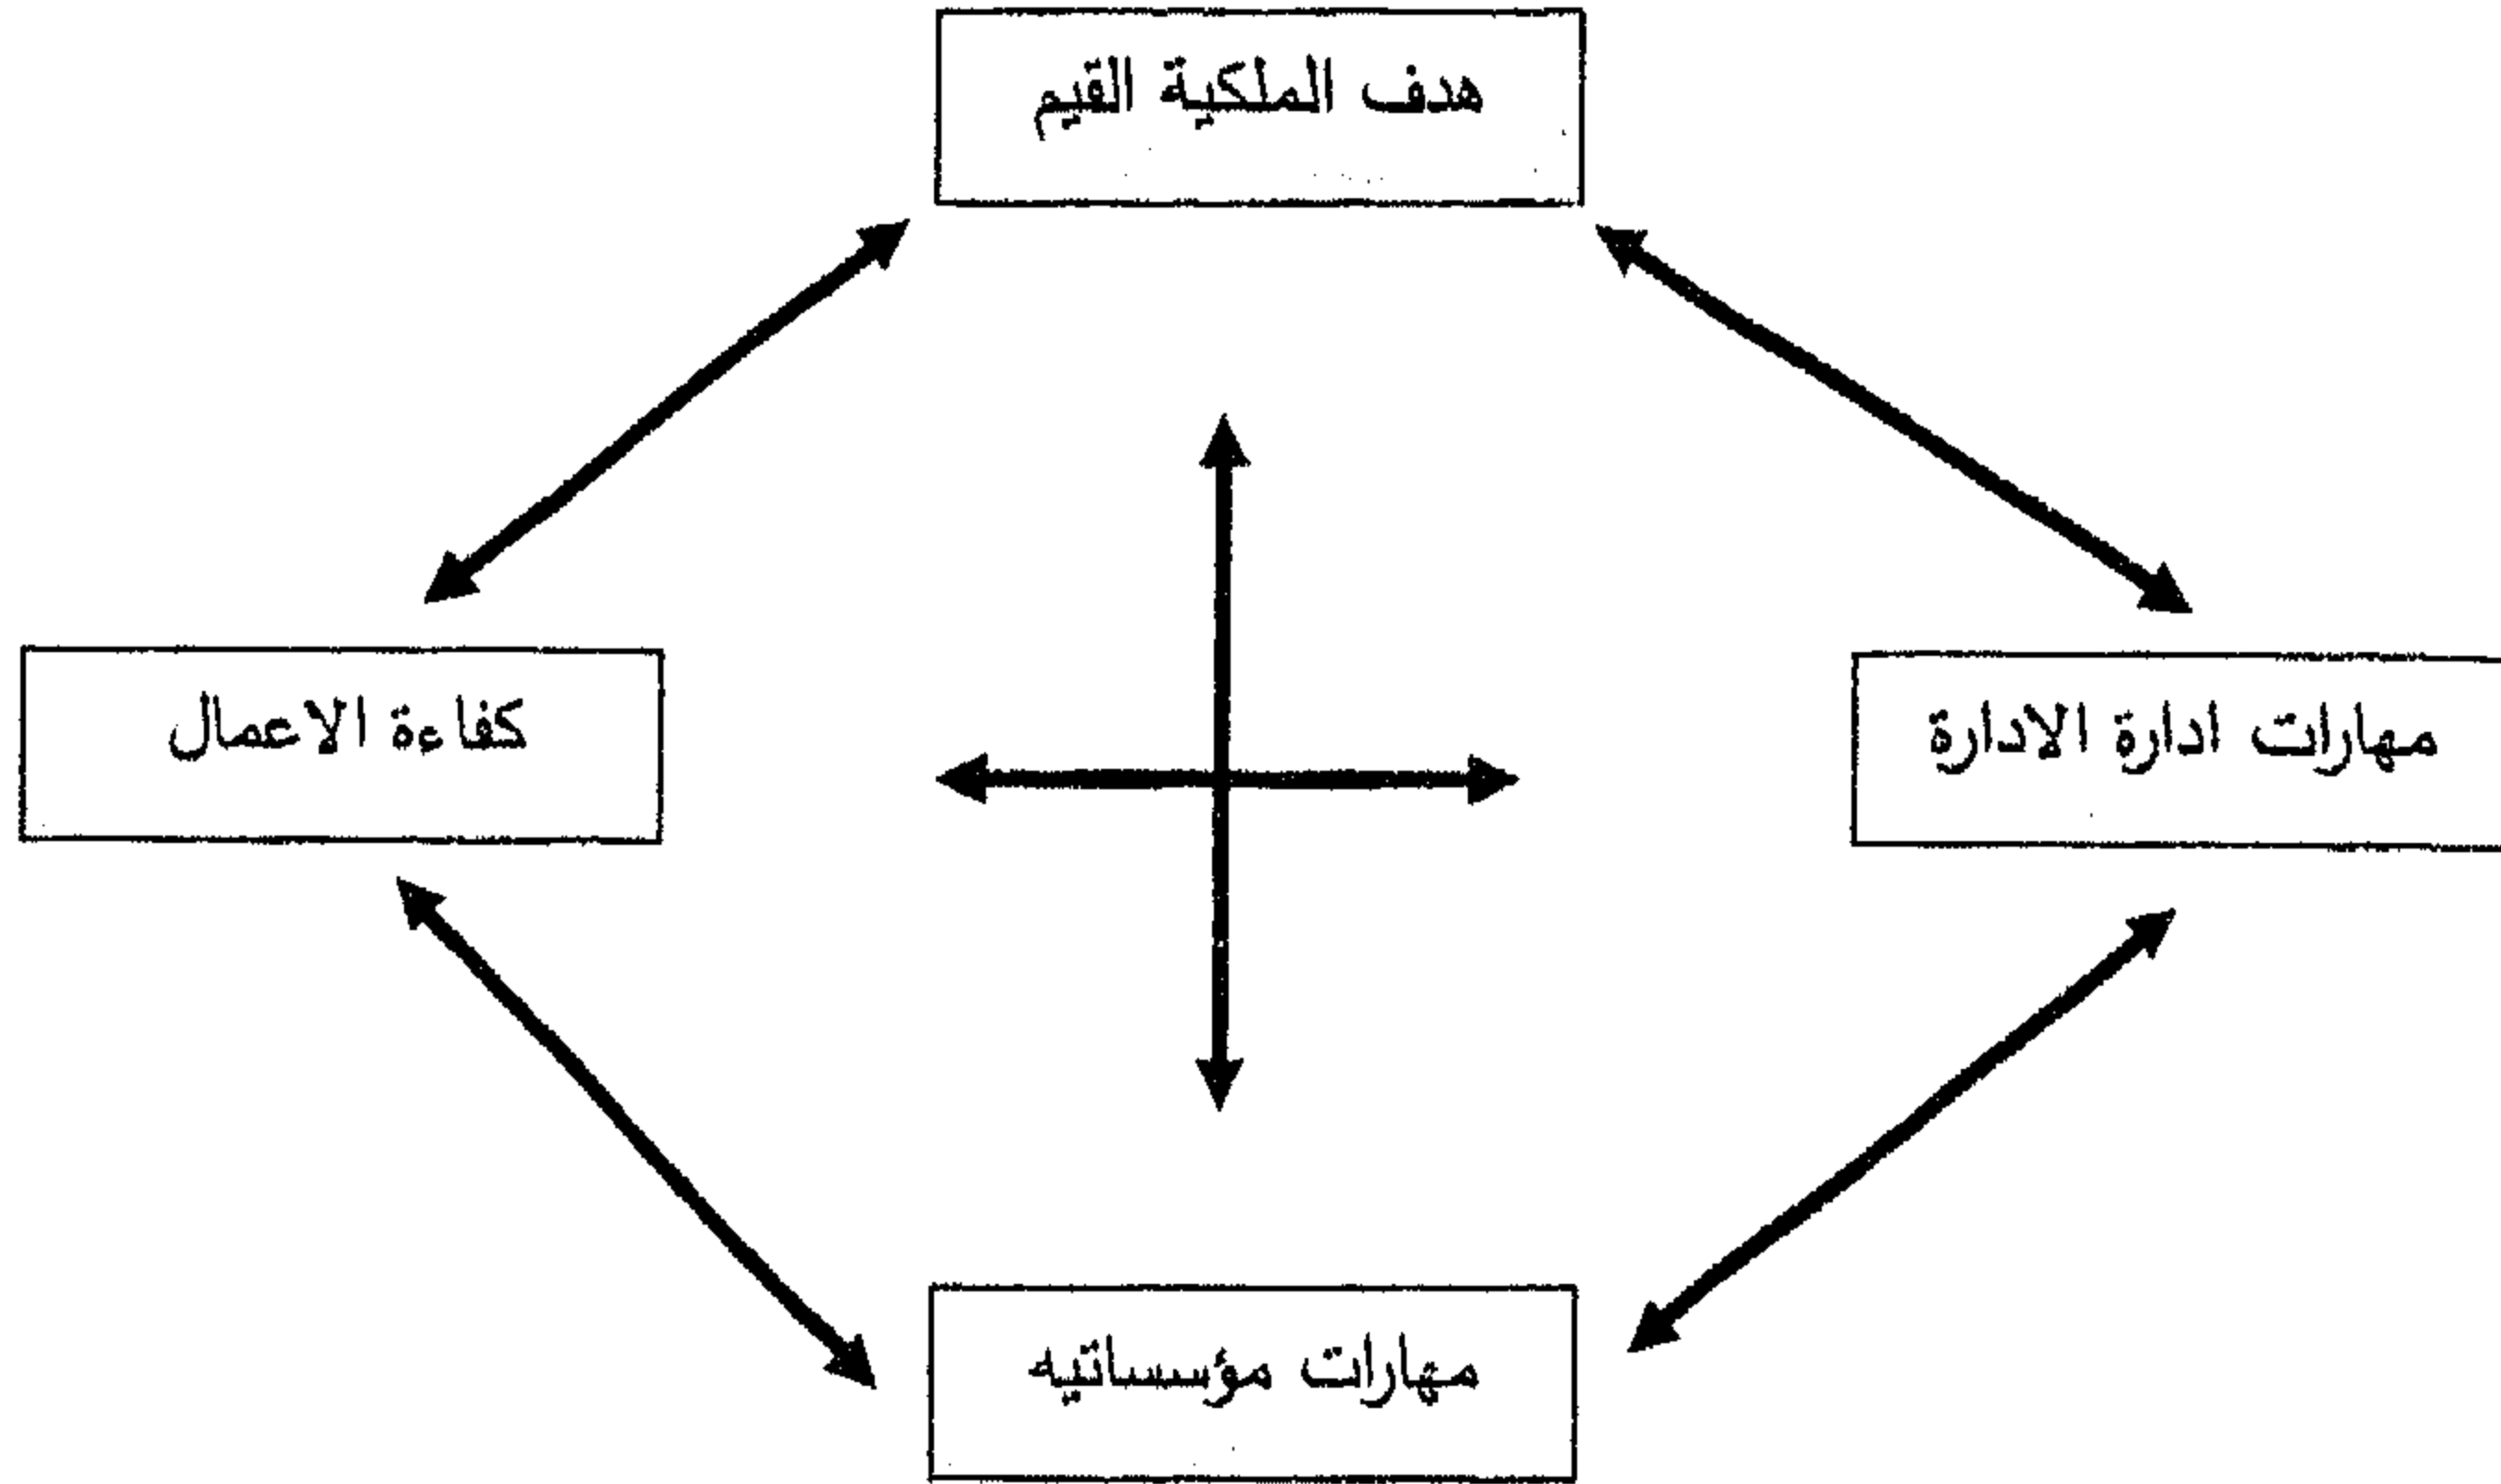 هدف الملكية القيم
مهارات ادارة الادارة
كفاءة الاعمال
مهارات مؤسساتيه